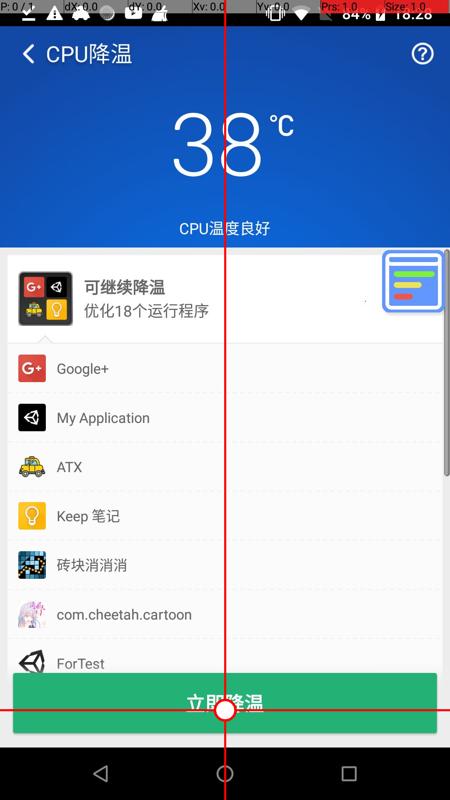 P: 0 / 1 dX: 0.0 dY: 0.0 Xv: 0.0 Yv: 0.0 Prs: 1.0 Size: 1.0
84% 18:28
CPU降温
38℃
CPU温度良好
可继续降温
优化18个运行程序
Google+
My Application
ATX
Keep 笔记
砖块消消消
com.cheetah.cartoon
ForTest
立即降温